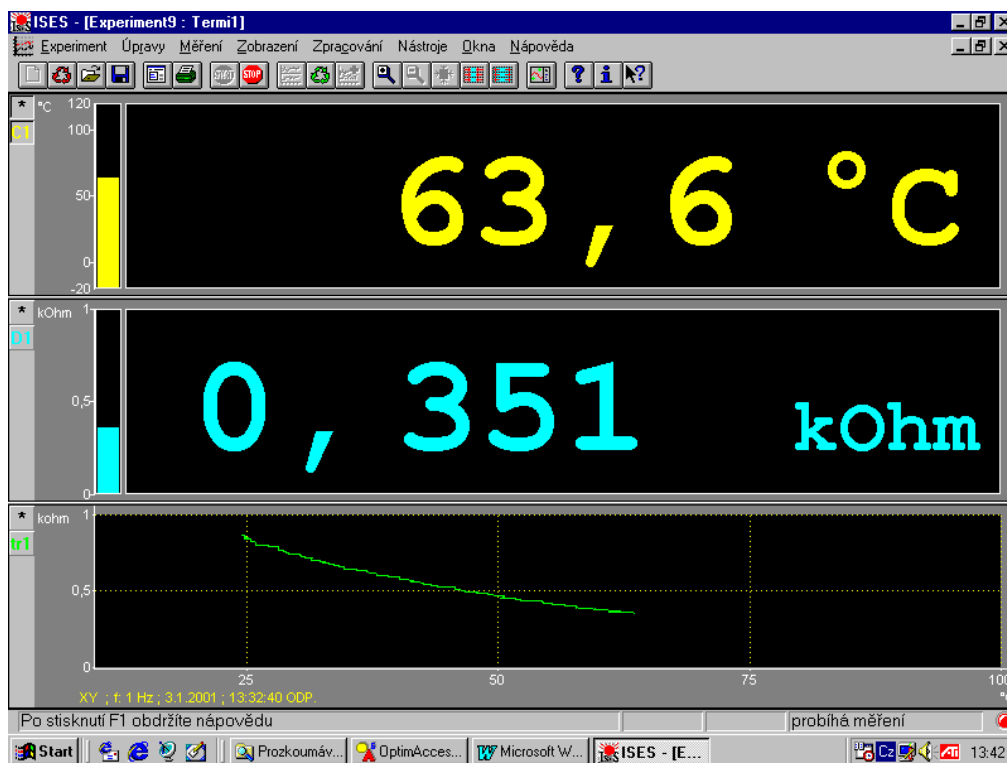 ISES - [Experiment9 : Termi1]
Experiment Úpravy Měření Zobrazení Zpracování Nástroje Okna Nápověda
START STOP
* °C 120
C1 100
50
0
-20
63,6 °C
* kOhm 1
D1
0,5
0
0,351 kOhm
* kohm 1
tr1
0,5
0
25 50 75 100
XY ; f: 1 Hz ; 3.1.2001 ; 13:32:40 ODP.
Po stisknutí F1 obdržíte nápovědu probíhá měření
Start Prozkoumáv... OptimAcces... Microsoft W... ISES - [E... Cz ATI 13:42